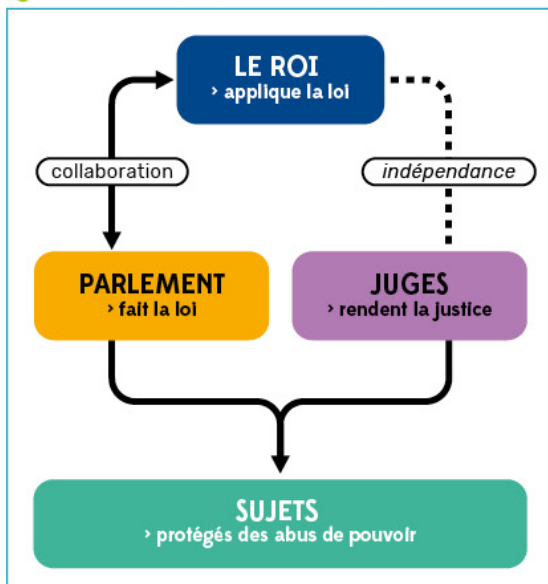 LE ROI
› applique la loi
collaboration
indépendance
PARLEMENT
› fait la loi
JUGES
› rendent la justice
SUJETS
› protégés des abus de pouvoir